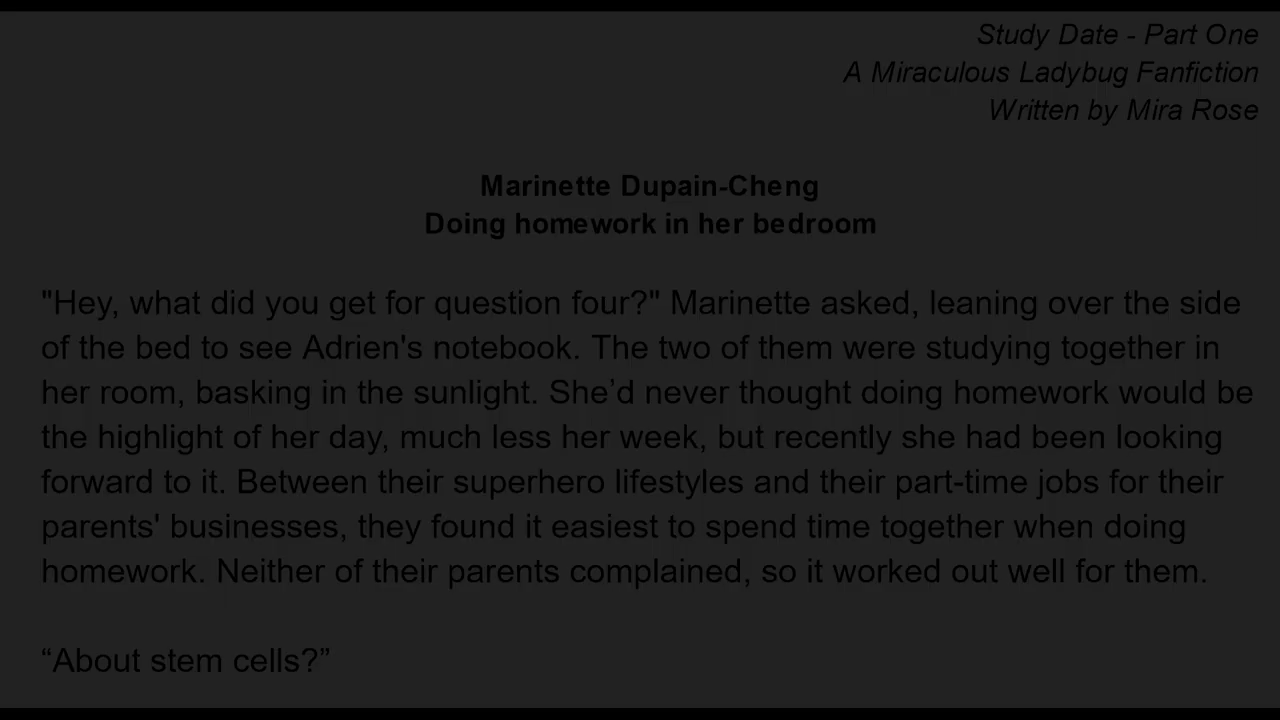 Study Date - Part One
A Miraculous Ladybug Fanfiction
Written by Mira Rose
Marinette Dupain-Cheng
Doing homework in her bedroom
"Hey, what did you get for question four?" Marinette asked, leaning over the side
of the bed to see Adrien's notebook. The two of them were studying together in
her room, basking in the sunlight. She’d never thought doing homework would be
the highlight of her day, much less her week, but recently she had been looking
forward to it. Between their superhero lifestyles and their part-time jobs for their
parents' businesses, they found it easiest to spend time together when doing
homework. Neither of their parents complained, so it worked out well for them.
“About stem cells?”